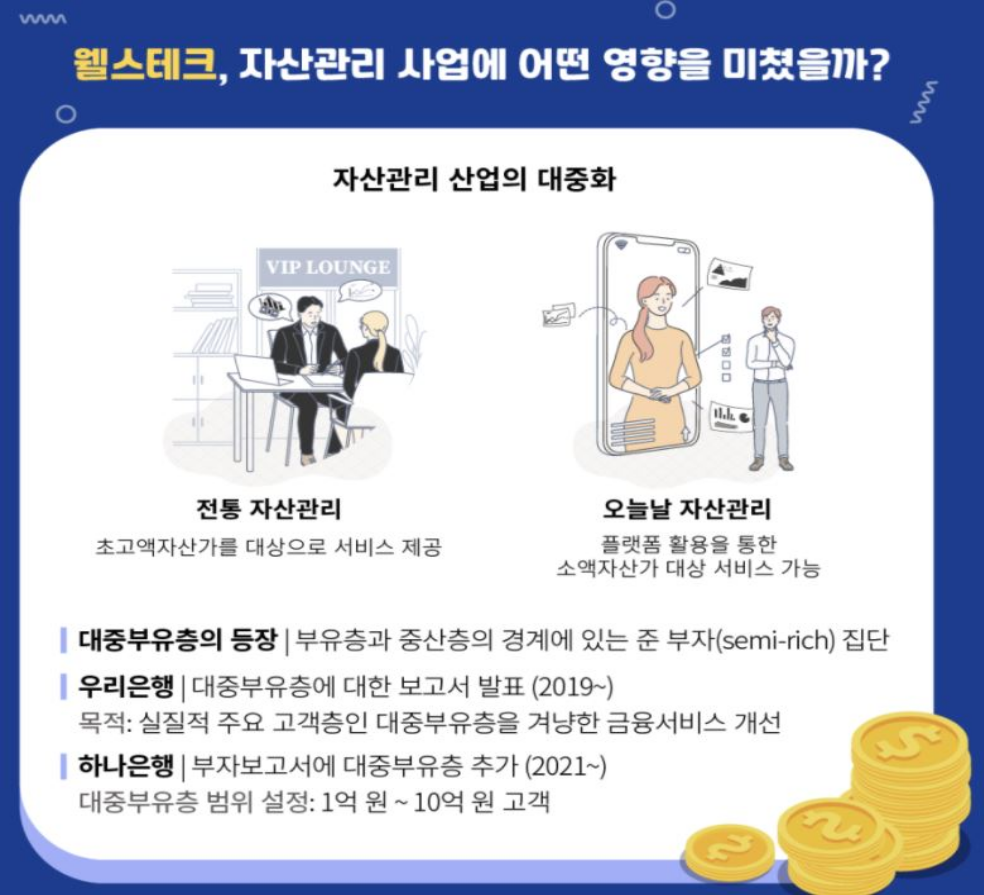 웰스테크, 자산관리 사업에 어떤 영향을 미쳤을까?
자산관리 산업의 대중화
VIP LOUNGE
전통 자산관리
초고액자산가를 대상으로 서비스 제공
오늘날 자산관리
플랫폼 활용을 통한
소액자산가 대상 서비스 가능
대중부유층의 등장 | 부유층과 중산층의 경계에 있는 준 부자(semi-rich) 집단
우리은행 | 대중부유층에 대한 보고서 발표 (2019~)
목적: 실질적 주요 고객층인 대중부유층을 겨냥한 금융서비스 개선
하나은행 | 부자보고서에 대중부유층 추가 (2021~)
대중부유층 범위 설정: 1억 원 ~ 10억 원 고객